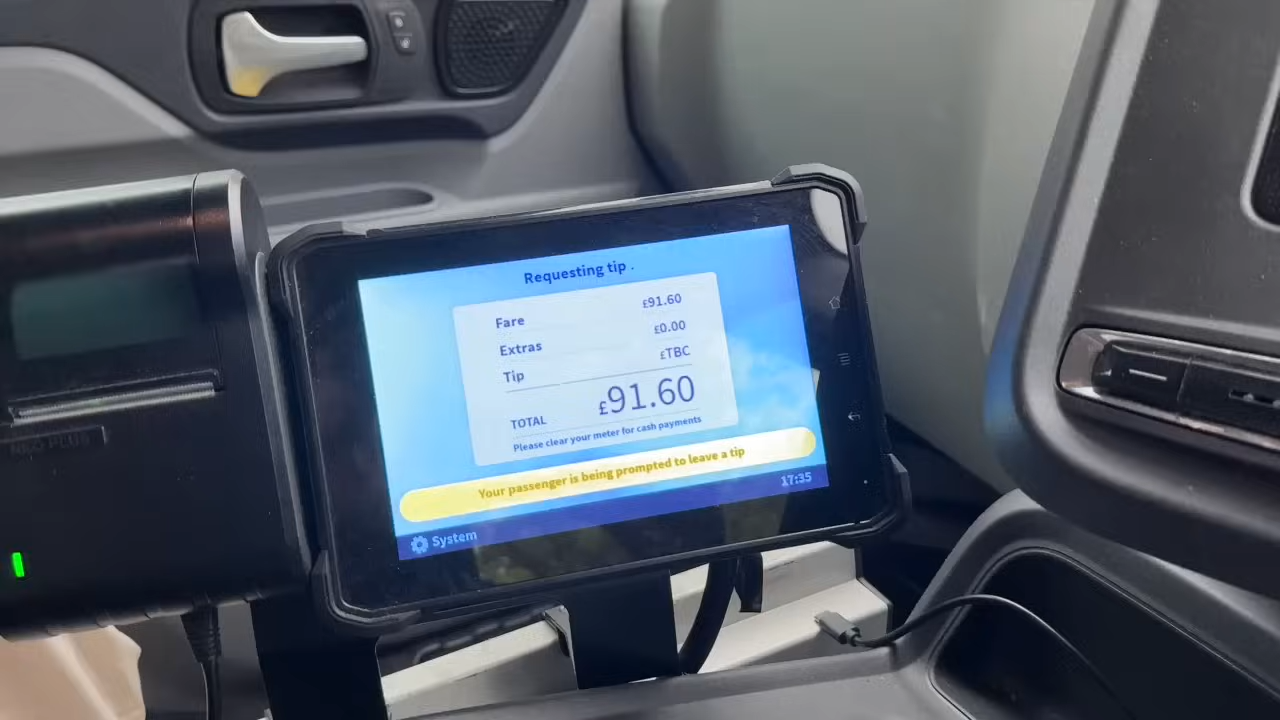 Requesting tip .
Fare £91.60
Extras £0.00
Tip £TBC
TOTAL £91.60
Please clear your meter for cash payments
Your passenger is being prompted to leave a tip
17:35
System